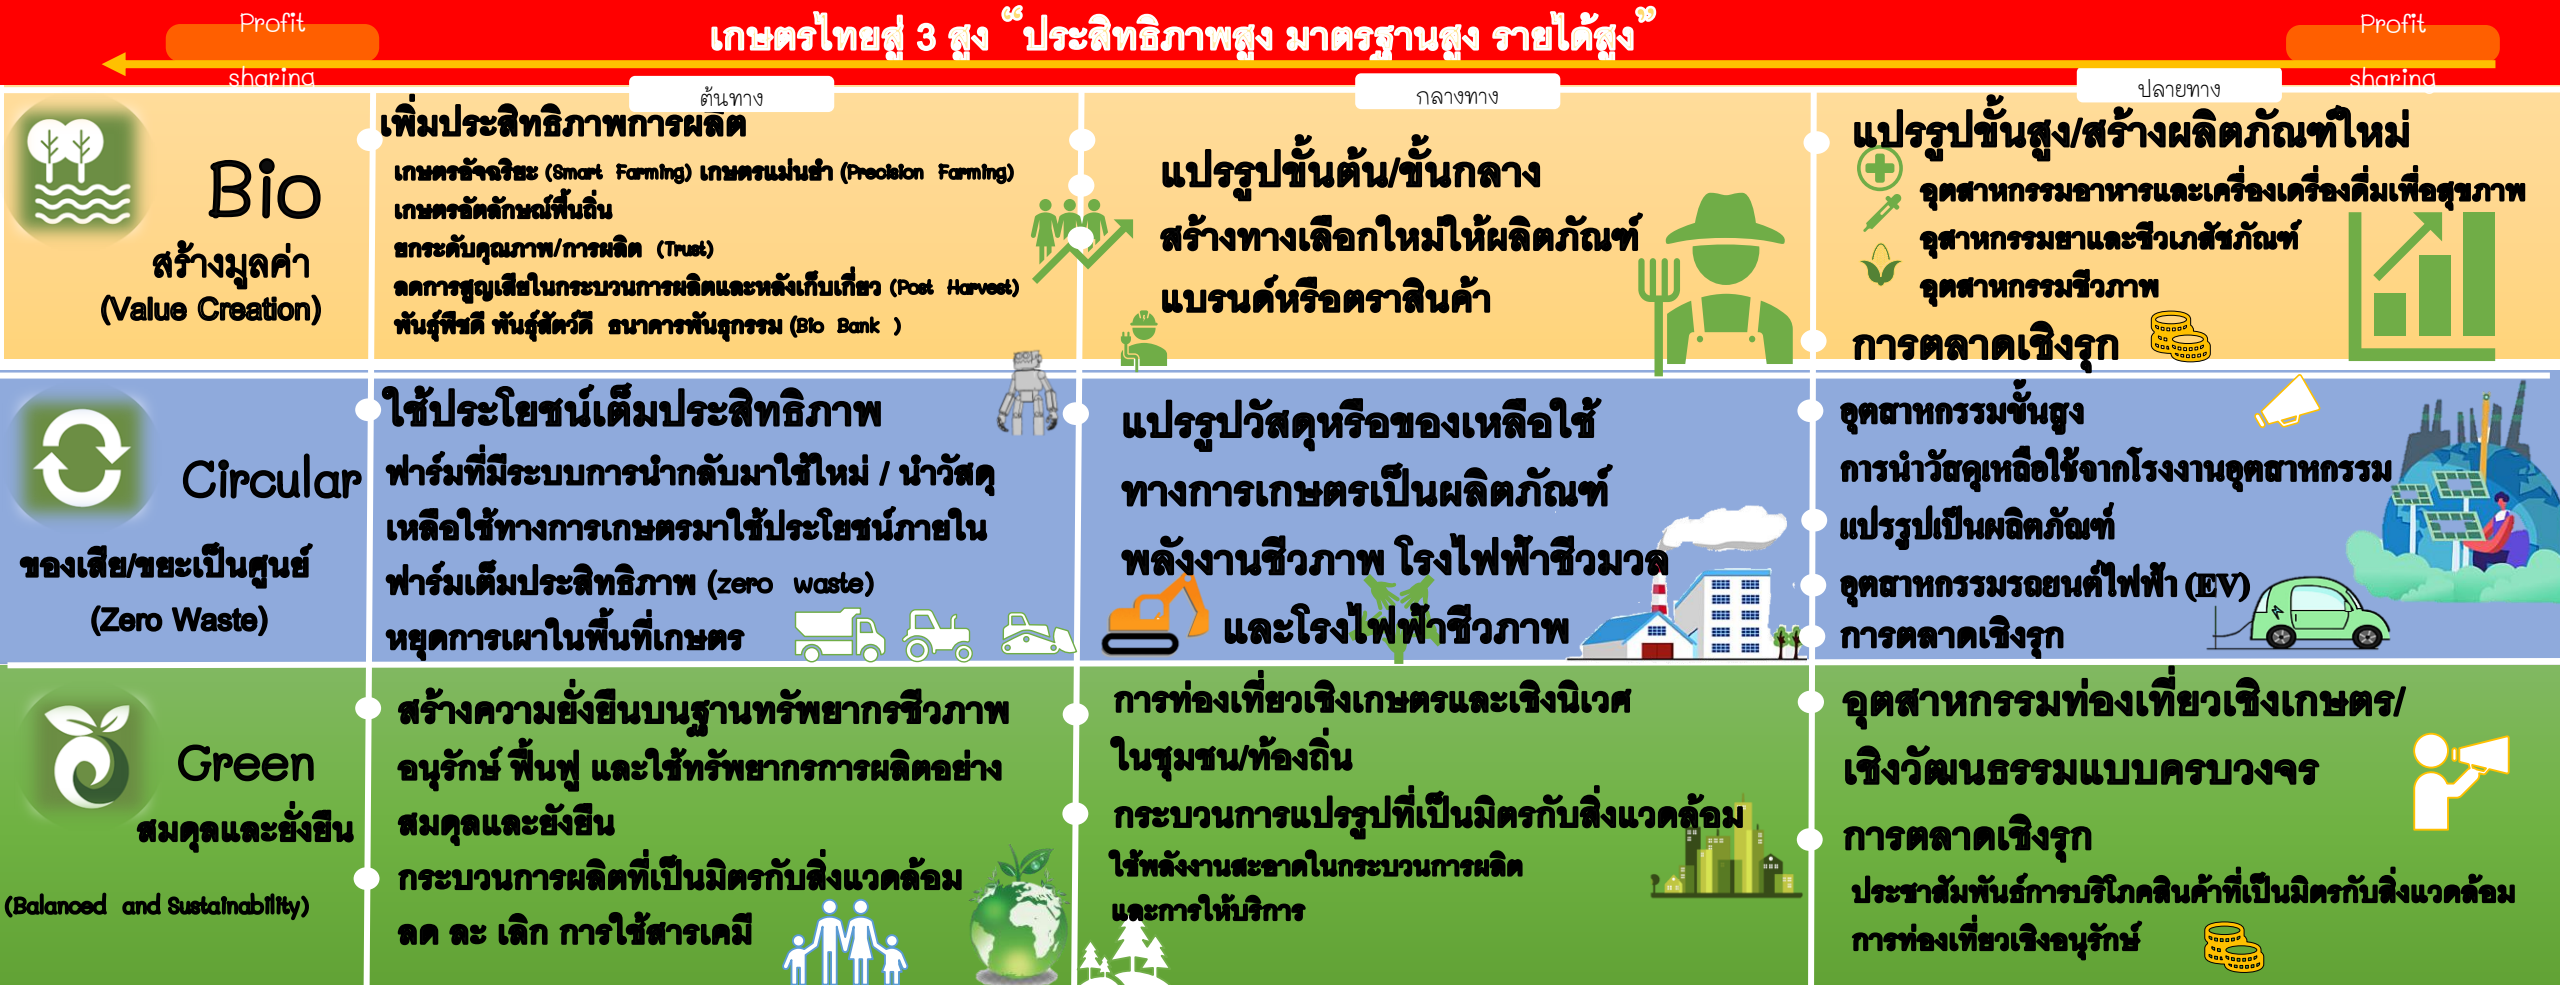 Profit
sharing
เกษตรไทยสู่ 3 สูง “ประสิทธิภาพสูง มาตรฐานสูง รายได้สูง”
Profit
sharing
ต้นทาง
กลางทาง
ปลายทาง
Bio
สร้างมูลค่า
(Value Creation)
เพิ่มประสิทธิภาพการผลิต
เกษตรอัจฉริยะ (Smart Farming) เกษตรแม่นยำ (Precision Farming)
เกษตรอัตลักษณ์พื้นถิ่น
ยกระดับคุณภาพ/การผลิต (Trust)
ลดการสูญเสียในกระบวนการผลิตและหลังเก็บเกี่ยว (Post Harvest)
พันธุ์พืชดี พันธุ์สัตว์ดี ธนาคารพันธุกรรม (Bio Bank )
แปรรูปขั้นต้น/ขั้นกลาง
สร้างทางเลือกใหม่ให้ผลิตภัณฑ์
แบรนด์หรือตราสินค้า
แปรรูปขั้นสูง/สร้างผลิตภัณฑ์ใหม่
อุตสาหกรรมอาหารและเครื่องเครื่องดื่มเพื่อสุขภาพ
อุสาหกรรมยาและชีวเภสัชภัณฑ์
อุตสาหกรรมชีวภาพ
การตลาดเชิงรุก
Circular
ของเสีย/ขยะเป็นศูนย์
(Zero Waste)
ใช้ประโยชน์เต็มประสิทธิภาพ
ฟาร์มที่มีระบบการนำกลับมาใช้ใหม่ / นำวัสดุ
เหลือใช้ทางการเกษตรมาใช้ประโยชน์ภายใน
ฟาร์มเต็มประสิทธิภาพ (zero waste)
หยุดการเผาในพื้นที่เกษตร
แปรรูปวัสดุหรือของเหลือใช้
ทางการเกษตรเป็นผลิตภัณฑ์
พลังงานชีวภาพ โรงไฟฟ้าชีวมวล
และโรงไฟฟ้าชีวภาพ
อุตสาหกรรมขั้นสูง
การนำวัสดุเหลือใช้จากโรงงานอุตสาหกรรม
แปรรูปเป็นผลิตภัณฑ์
อุตสาหกรรมรถยนต์ไฟฟ้า (EV)
การตลาดเชิงรุก
Green
สมดุลและยั่งยืน
(Balanced and Sustainability)
สร้างความยั่งยืนบนฐานทรัพยากรชีวภาพ
อนุรักษ์ ฟื้นฟู และใช้ทรัพยากรการผลิตอย่าง
สมดุลและยังยืน
กระบวนการผลิตที่เป็นมิตรกับสิ่งแวดล้อม
ลด ละ เลิก การใช้สารเคมี
การท่องเที่ยวเชิงเกษตรและเชิงนิเวศ
ในชุมชน/ท้องถิ่น
กระบวนการแปรรูปที่เป็นมิตรกับสิ่งแวดล้อม
ใช้พลังงานสะอาดในกระบวนการผลิต
และการให้บริการ
อุตสาหกรรมท่องเที่ยวเชิงเกษตร/
เชิงวัฒนธรรมแบบครบวงจร
การตลาดเชิงรุก
ประชาสัมพันธ์การบริโภคสินค้าที่เป็นมิตรกับสิ่งแวดล้อม
การท่องเที่ยวเชิงอนุรักษ์